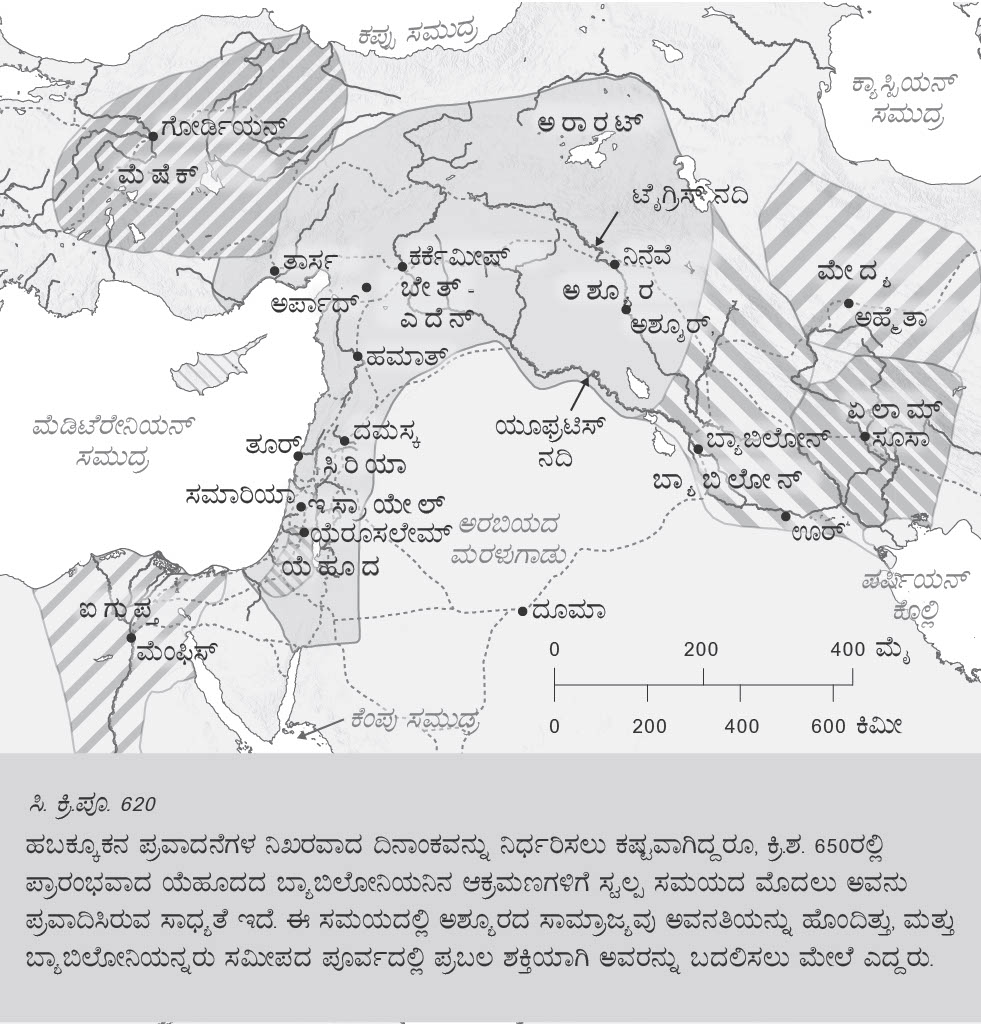 ಕಪ್ಪು ಸಮುದ್ರ
ಕ್ಯಾಸ್ಪಿಯನ್
ಸಮುದ್ರ
ಗೋರ್ಡಿಯನ್
ಮೆಷೆಕ್
ಅರಾರಟ್
ಟೈಗ್ರಿಸ್ ನದಿ
ತಾರ್ಸ
ಕರ್ಕೆಮೀಷ್
ನಿನೆವೆ
ಮೇದ್ಯ
ಅರ್ಪಾದ್
ಬೇತ್-
ಎದೆನ್
ಅಶ್ಶೂರ
ಅಶ್ಶೂರ್
ಅಹ್ಮೆತಾ
ಹಮಾತ್
ಮೆಡಿಟೆರೇನಿಯನ್
ಸಮುದ್ರ
ಯೂಫ್ರಟಿಸ್
ನದಿ
ಏಲಾಮ್
ಸೂಸಾ
ತೂರ್
ದಮಸ್ಕ
ಸಿರಿಯಾ
ಬ್ಯಾಬಿಲೋನ್
ಬ್ಯಾಬಿಲೋನ್
ಸಮಾರಿಯಾ
ಇಸ್ರಾಯೇಲ್
ಯೆರೂಸಲೇಮ್
ಯೆಹೂದ
ಅರಬಿಯದ
ಮರಳುಗಾಡು
ಊರ್
ಪರ್ಷಿಯನ್
ಕೊಲ್ಲಿ
ಐಗುಪ್ತ
ಮೆಂಫಿಸ್
ದೂಮಾ
0 200 400 ಮೈ
0 200 400 600 ಕಿಮೀ
ಕೆಂಪು ಸಮುದ್ರ
ಸಿ. ಕ್ರಿ.ಪೂ. 620
ಹಬಕ್ಕೂಕನ ಪ್ರವಾದನೆಗಳ ನಿಖರವಾದ ದಿನಾಂಕವನ್ನು ನಿರ್ಧರಿಸಲು ಕಷ್ಟವಾಗಿದ್ದರೂ, ಕ್ರಿ.ಶ. 650ರಲ್ಲಿ
ಪ್ರಾರಂಭವಾದ ಯೆಹೂದದ ಬ್ಯಾಬಿಲೋನಿಯನಿನ ಆಕ್ರಮಣಗಳಿಗೆ ಸ್ವಲ್ಪ ಸಮಯದ ಮೊದಲು ಅವನು
ಪ್ರವಾದಿಸಿರುವ ಸಾಧ್ಯತೆ ಇದೆ. ಈ ಸಮಯದಲ್ಲಿ ಅಶ್ಶೂರದ ಸಾಮ್ರಾಜ್ಯವು ಅವನತಿಯನ್ನು ಹೊಂದಿತ್ತು, ಮತ್ತು
ಬ್ಯಾಬಿಲೋನಿಯನ್ನರು ಸಮೀಪದ ಪೂರ್ವದಲ್ಲಿ ಪ್ರಬಲ ಶಕ್ತಿಯಾಗಿ ಅವರನ್ನು ಬದಲಿಸಲು ಮೇಲೆ ಎದ್ದರು.